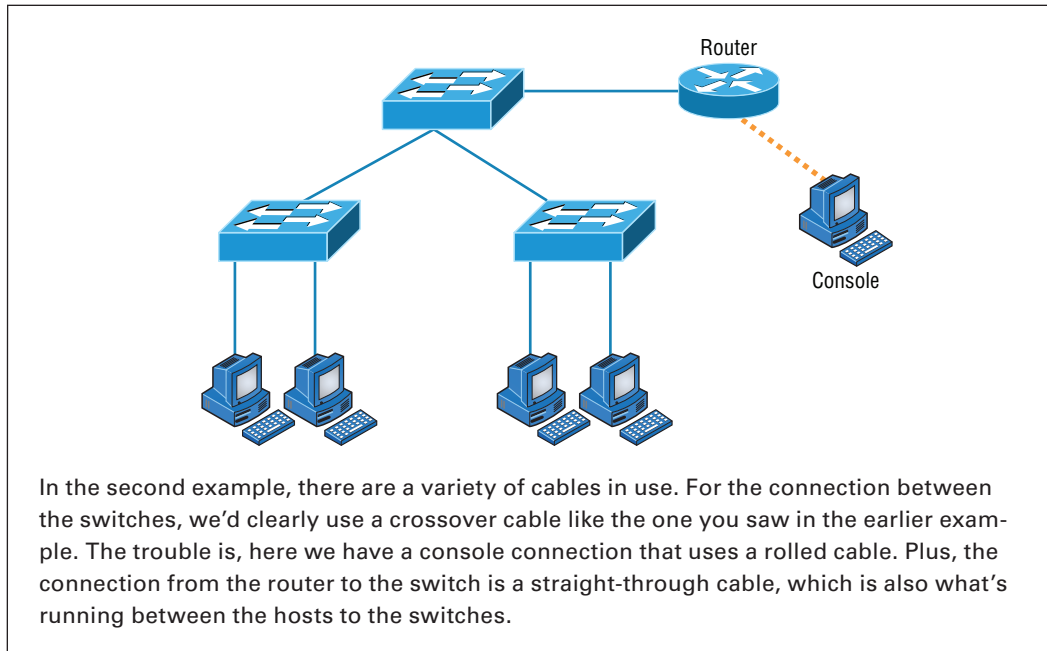 Router
Console
In the second example, there are a variety of cables in use. For the connection between
the switches, we’d clearly use a crossover cable like the one you saw in the earlier exam-
ple. The trouble is, here we have a console connection that uses a rolled cable. Plus, the
connection from the router to the switch is a straight-through cable, which is also what’s
running between the hosts to the switches.